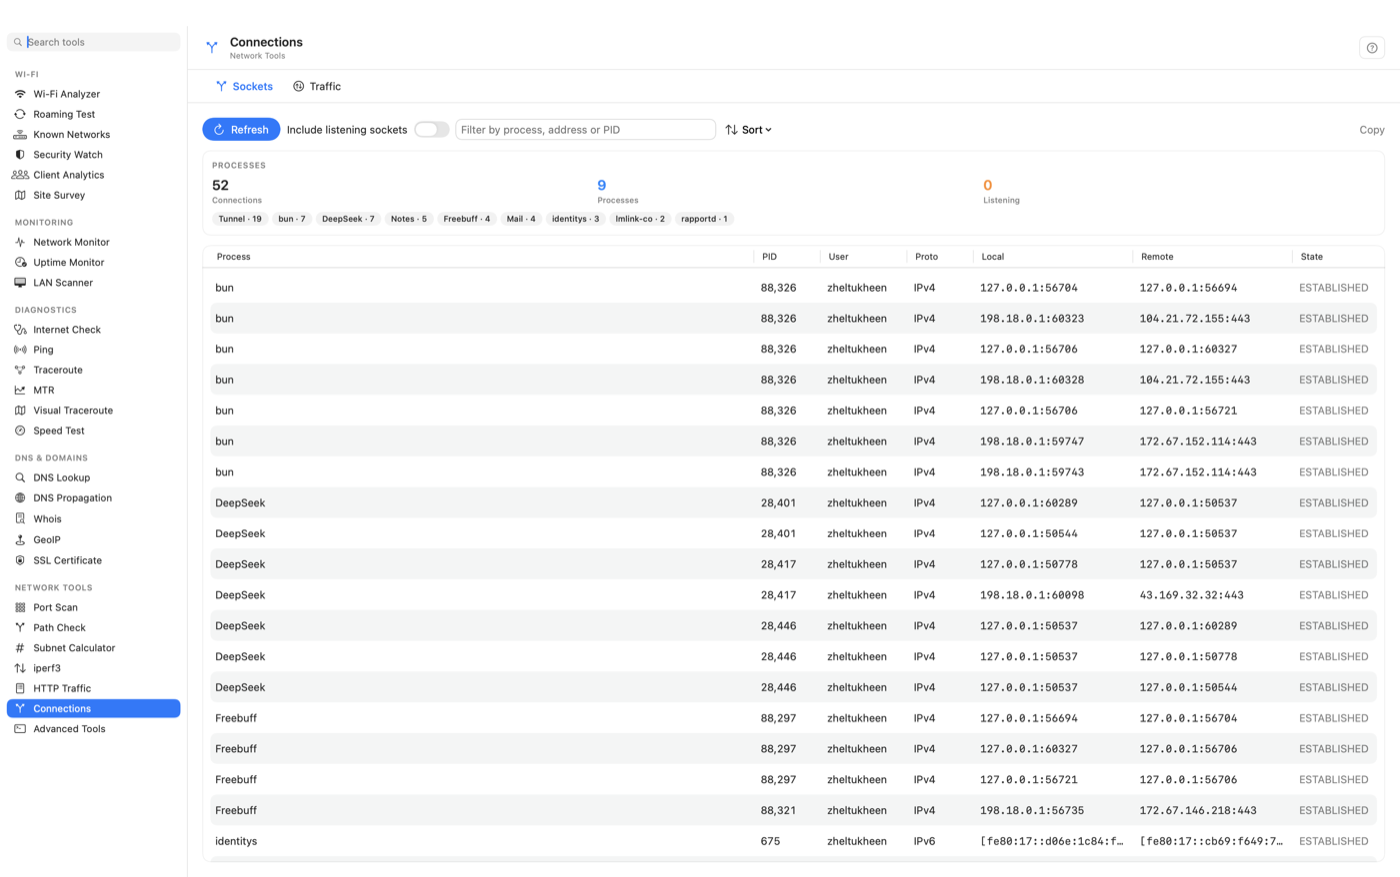 Search tools
WI-FI
Wi-Fi Analyzer
Roaming Test
Known Networks
Security Watch
Client Analytics
Site Survey
MONITORING
Network Monitor
Uptime Monitor
LAN Scanner
DIAGNOSTICS
Internet Check
Ping
Traceroute
MTR
Visual Traceroute
Speed Test
DNS & DOMAINS
DNS Lookup
DNS Propagation
Whois
GeoIP
SSL Certificate
NETWORK TOOLS
Port Scan
Path Check
Subnet Calculator
iperf3
HTTP Traffic
Connections
Advanced Tools
Connections
Network Tools
Sockets Traffic
Refresh Include listening sockets Filter by process, address or PID Sort Copy
PROCESSES
52 9 0
Connections Processes Listening
Tunnel · 19 bun · 7 DeepSeek · 7 Notes · 5 Freebuff · 4 Mail · 4 identitys · 3 lmlink-co · 2 rapportd · 1
Process PID User Proto Local Remote State
bun 88,326 zheltukheen IPv4 127.0.0.1:56704 127.0.0.1:56694 ESTABLISHED
bun 88,326 zheltukheen IPv4 198.18.0.1:60323 104.21.72.155:443 ESTABLISHED
bun 88,326 zheltukheen IPv4 127.0.0.1:56706 127.0.0.1:60327 ESTABLISHED
bun 88,326 zheltukheen IPv4 198.18.0.1:60328 104.21.72.155:443 ESTABLISHED
bun 88,326 zheltukheen IPv4 127.0.0.1:56706 127.0.0.1:56721 ESTABLISHED
bun 88,326 zheltukheen IPv4 198.18.0.1:59747 172.67.152.114:443 ESTABLISHED
bun 88,326 zheltukheen IPv4 198.18.0.1:59743 172.67.152.114:443 ESTABLISHED
DeepSeek 28,401 zheltukheen IPv4 127.0.0.1:60289 127.0.0.1:50537 ESTABLISHED
DeepSeek 28,401 zheltukheen IPv4 127.0.0.1:50544 127.0.0.1:50537 ESTABLISHED
DeepSeek 28,417 zheltukheen IPv4 127.0.0.1:50778 127.0.0.1:50537 ESTABLISHED
DeepSeek 28,417 zheltukheen IPv4 198.18.0.1:60098 43.169.32.32:443 ESTABLISHED
DeepSeek 28,446 zheltukheen IPv4 127.0.0.1:50537 127.0.0.1:60289 ESTABLISHED
DeepSeek 28,446 zheltukheen IPv4 127.0.0.1:50537 127.0.0.1:50778 ESTABLISHED
DeepSeek 28,446 zheltukheen IPv4 127.0.0.1:50537 127.0.0.1:50544 ESTABLISHED
Freebuff 88,297 zheltukheen IPv4 127.0.0.1:56694 127.0.0.1:56704 ESTABLISHED
Freebuff 88,297 zheltukheen IPv4 127.0.0.1:60327 127.0.0.1:56706 ESTABLISHED
Freebuff 88,297 zheltukheen IPv4 127.0.0.1:56721 127.0.0.1:56706 ESTABLISHED
Freebuff 88,321 zheltukheen IPv4 198.18.0.1:56735 172.67.146.218:443 ESTABLISHED
identitys 675 zheltukheen IPv6 [fe80:17::d06e:1c84:f… [fe80:17::cb69:f649:7… ESTABLISHED